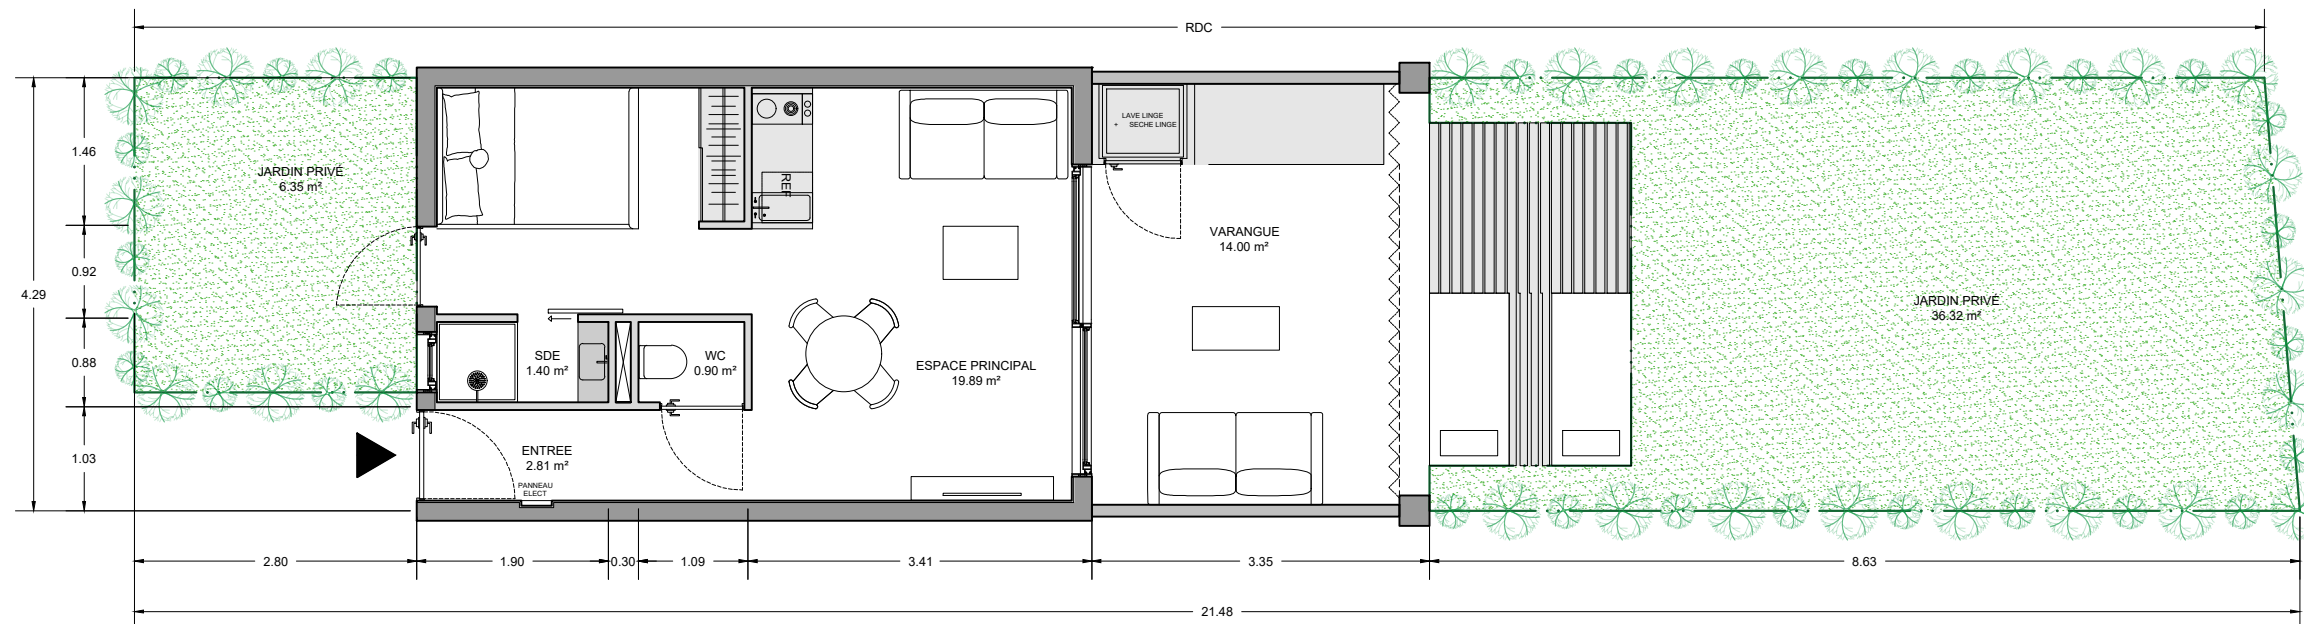 RDC
JARDIN PRIVÉ
6.35 m²
LAVE LINGE
+ SECHE LINGE
REF
VARANGUE
14.00 m²
JARDIN PRIVÉ
36.32 m²
SDE
1.40 m²
WC
0.90 m²
ESPACE PRINCIPAL
19.89 m²
ENTREE
2.81 m²
PANNEAU
ELECT
4.29
1.46
0.92
0.88
1.03
2.80
1.90
0.30
1.09
3.41
3.35
8.63
21.48